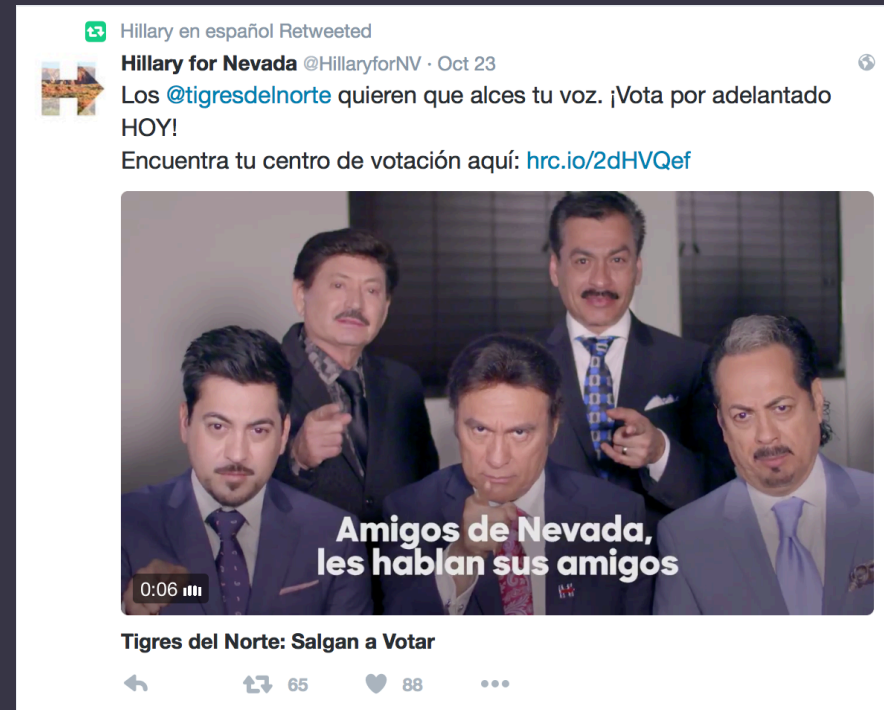 Hillary en español Retweeted
Hillary for Nevada @HillaryforNV · Oct 23
Los @tigresdelnorte quieren que alces tu voz. ¡Vota por adelantado
HOY!
Encuentra tu centro de votación aquí: hrc.io/2dHVQef
Amigos de Nevada,
les hablan sus amigos
0:06
Tigres del Norte: Salgan a Votar
65 88